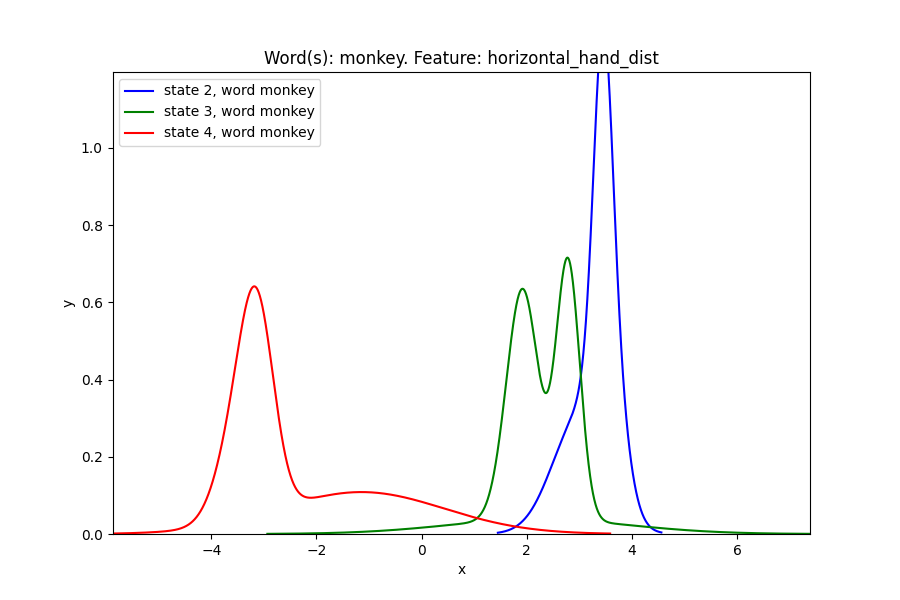 Word(s): monkey. Feature: horizontal_hand_dist
state 2, word monkey
state 3, word monkey
state 4, word monkey
1.0
0.8
0.6
0.4
0.2
0.0
y
−4 −2 0 2 4 6
x